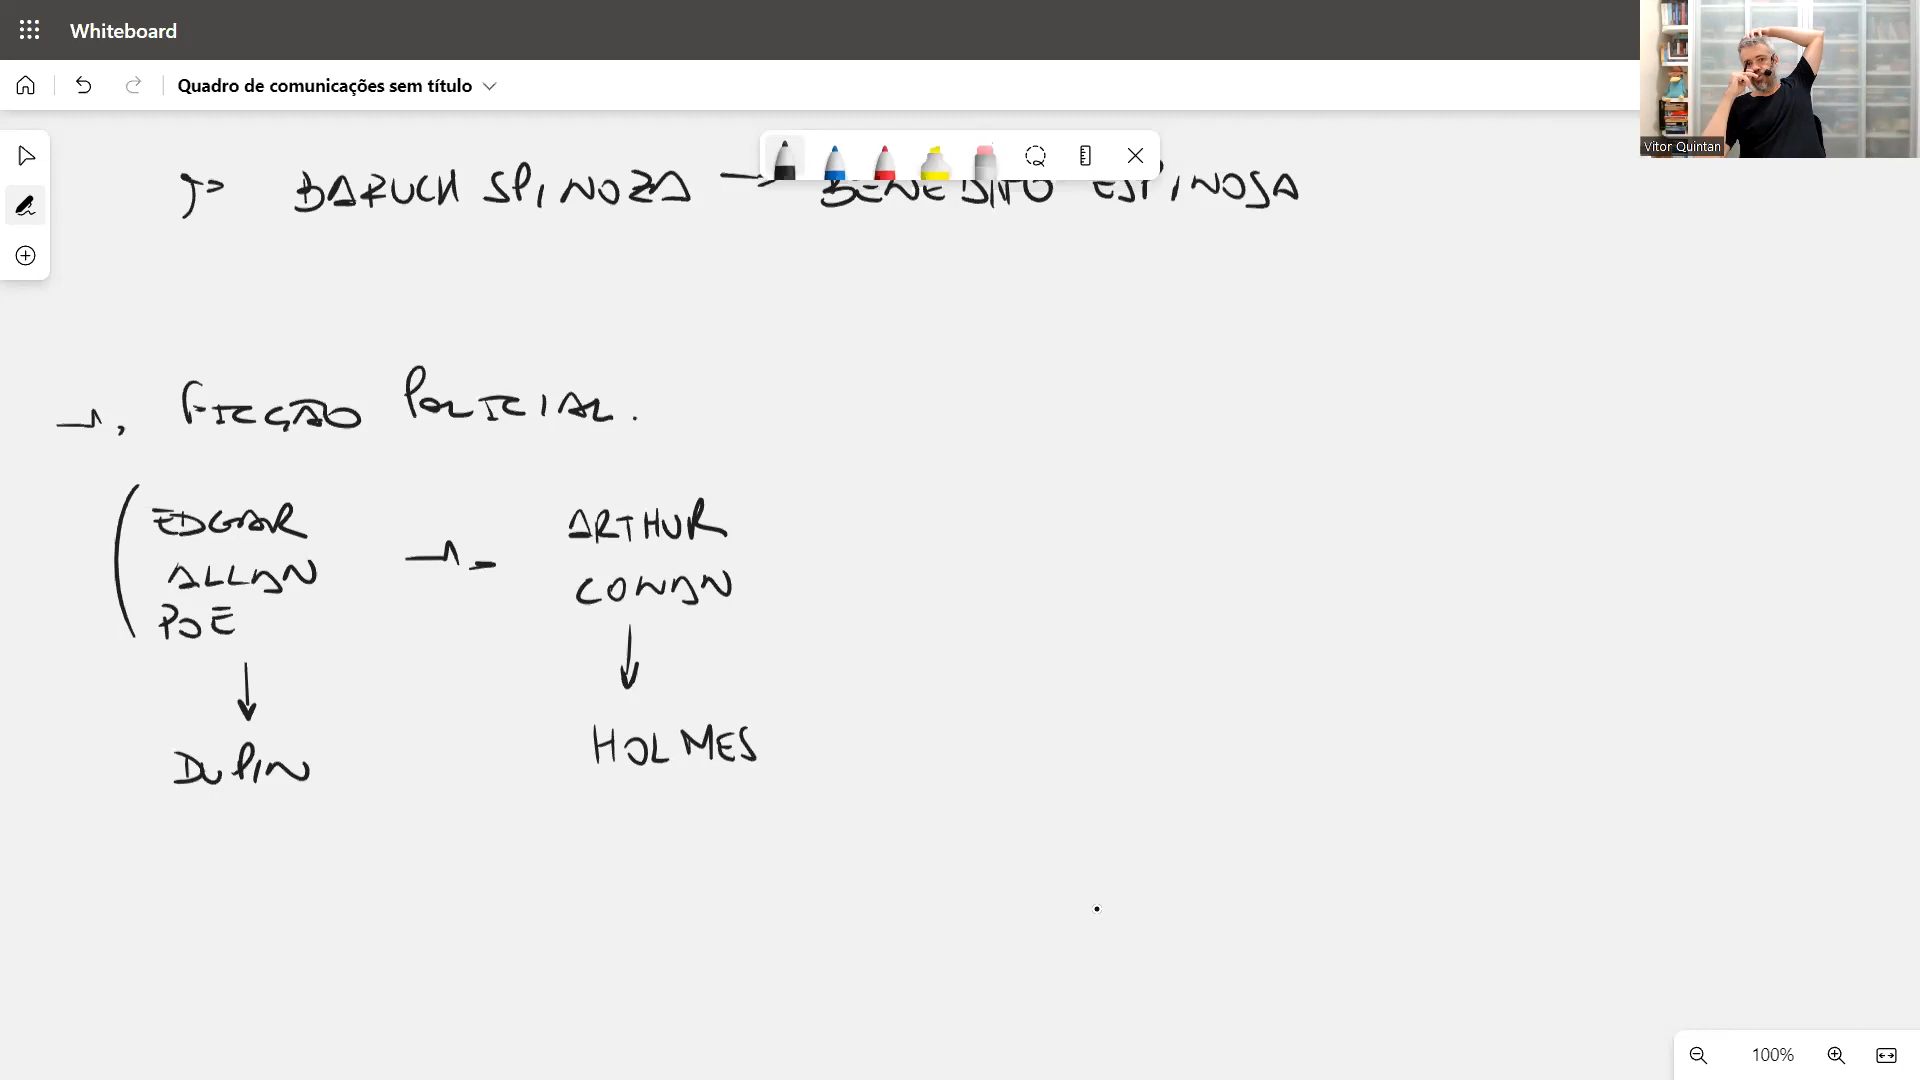 Whiteboard
Quadro de comunicações sem título
BARUCH SPINOZA → BENEDITO ESPINOSA
FICÇÃO POLICIAL.
EDGAR
ALLAN
POE
ARTHUR
CONAN
DUPIN
HOLMES
Vitor Quintan
100%